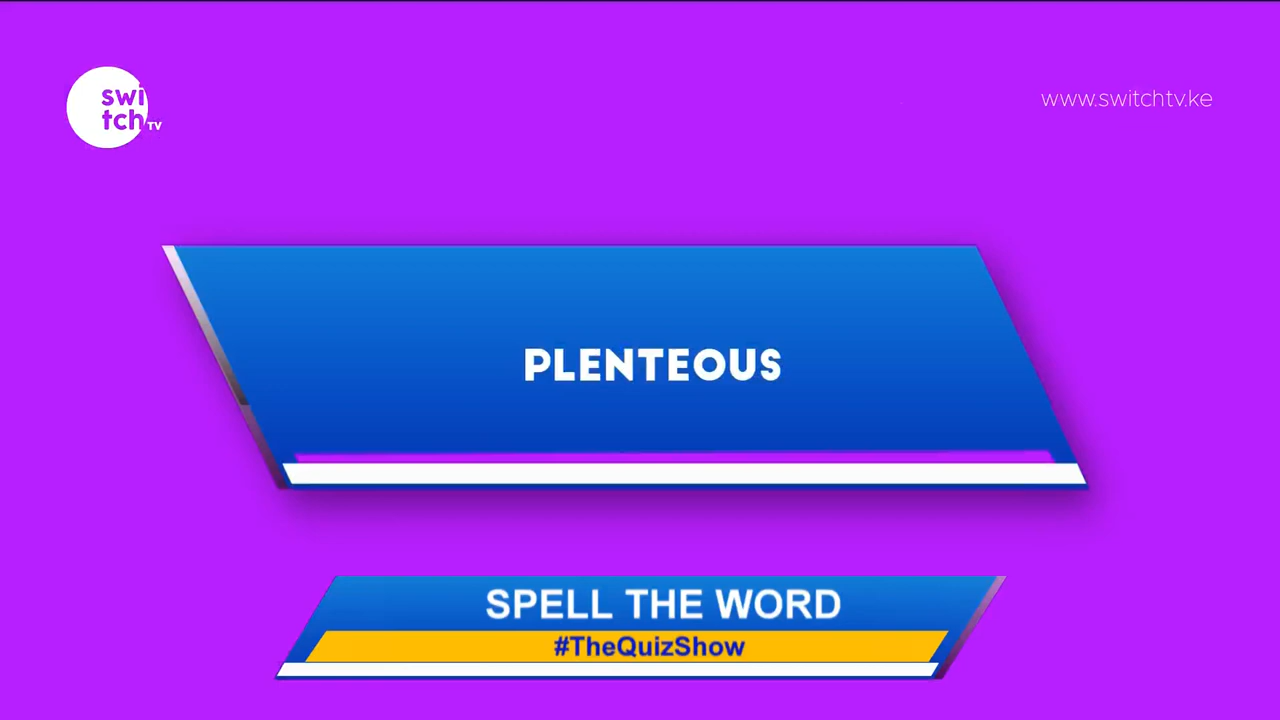 swi
tch TV
www.switchtv.ke
PLENTEOUS
SPELL THE WORD
#TheQuizShow